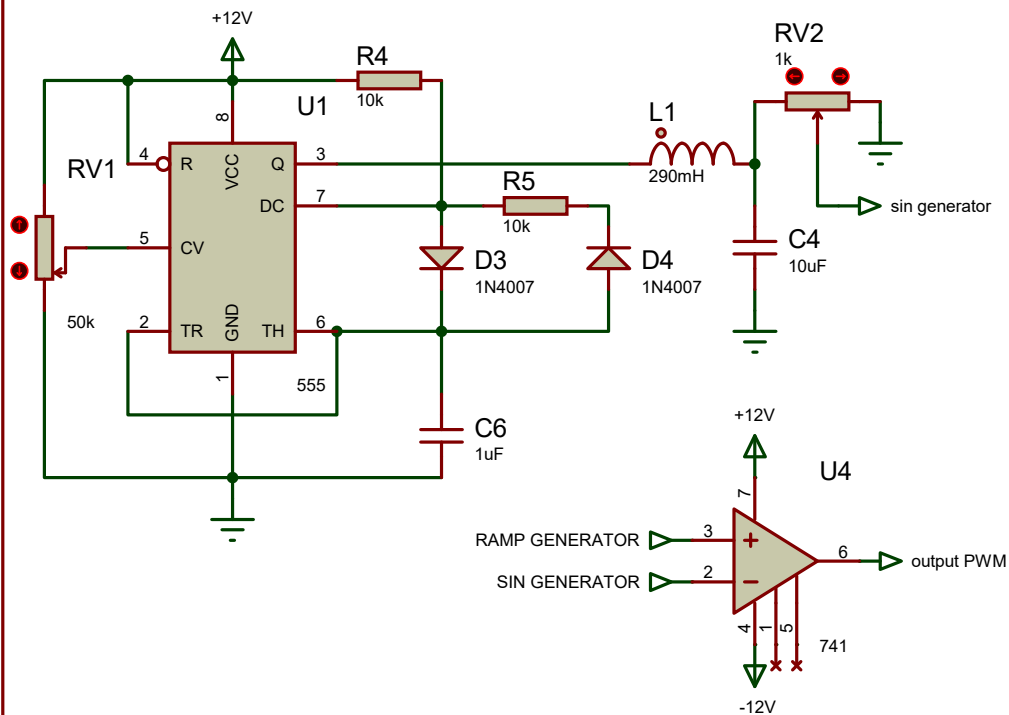 +12V
R4
10k
U1
8
VCC
4
R
Q
3
RV1
DC
7
5
CV
50k
2
TR
GND
TH
6
1
555
R5
10k
D3
1N4007
D4
1N4007
C6
1uF
L1
290mH
RV2
1k
sin generator
C4
10uF
+12V
U4
7
RAMP GENERATOR
3
+
SIN GENERATOR
2
−
6
output PWM
4
1
5
741
-12V